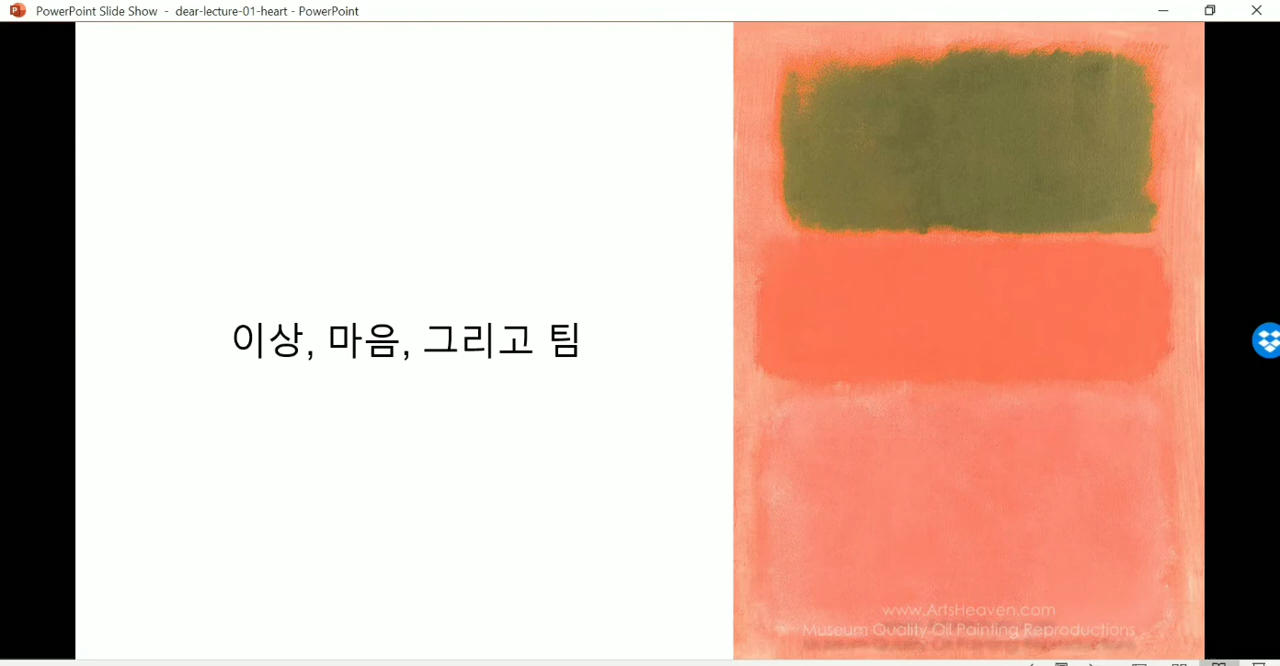 PowerPoint Slide Show - dear-lecture-01-heart - PowerPoint
이상, 마음, 그리고 팀
www.ArtsHeaven.com
Museum Quality Oil Painting Reproductions